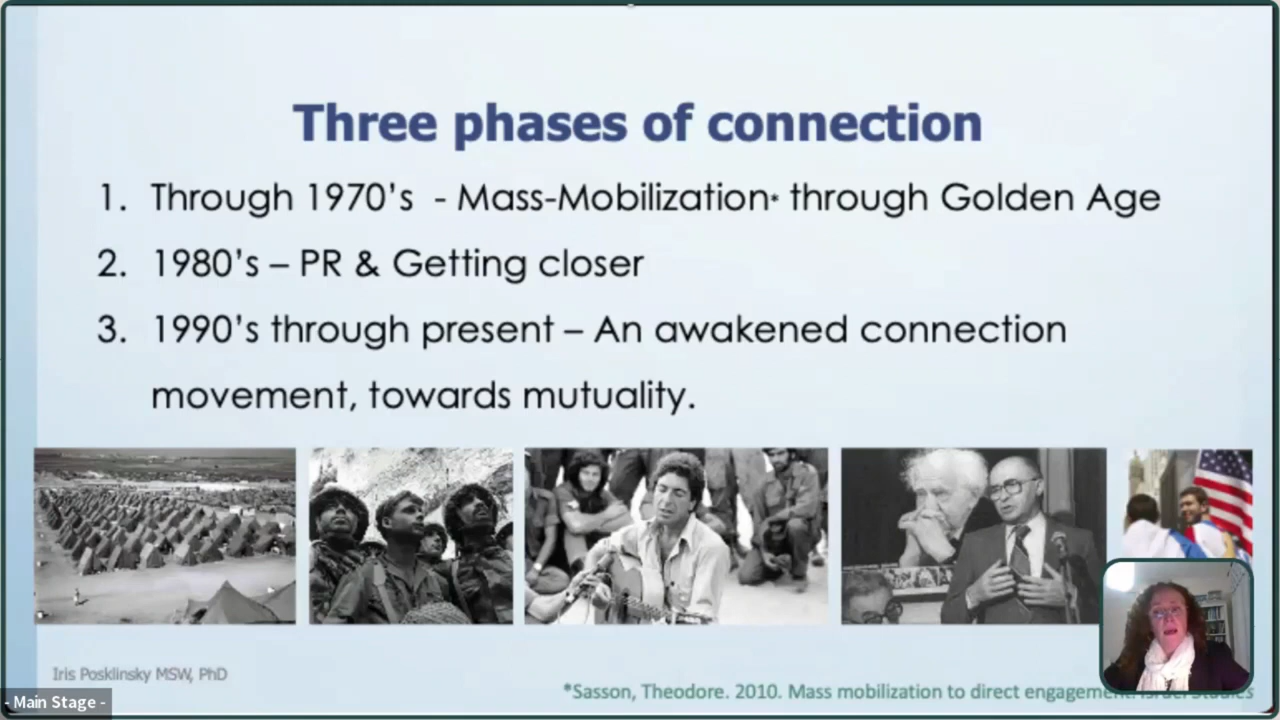 Three phases of connection
1. Through 1970's - Mass-Mobilization* through Golden Age
2. 1980's – PR & Getting closer
3. 1990's through present – An awakened connection
movement, towards mutuality.
Iris Posklinsky MSW, PhD
*Sasson, Theodore. 2010. Mass mobilization to direct engagement. Israel Studies
- Main Stage -